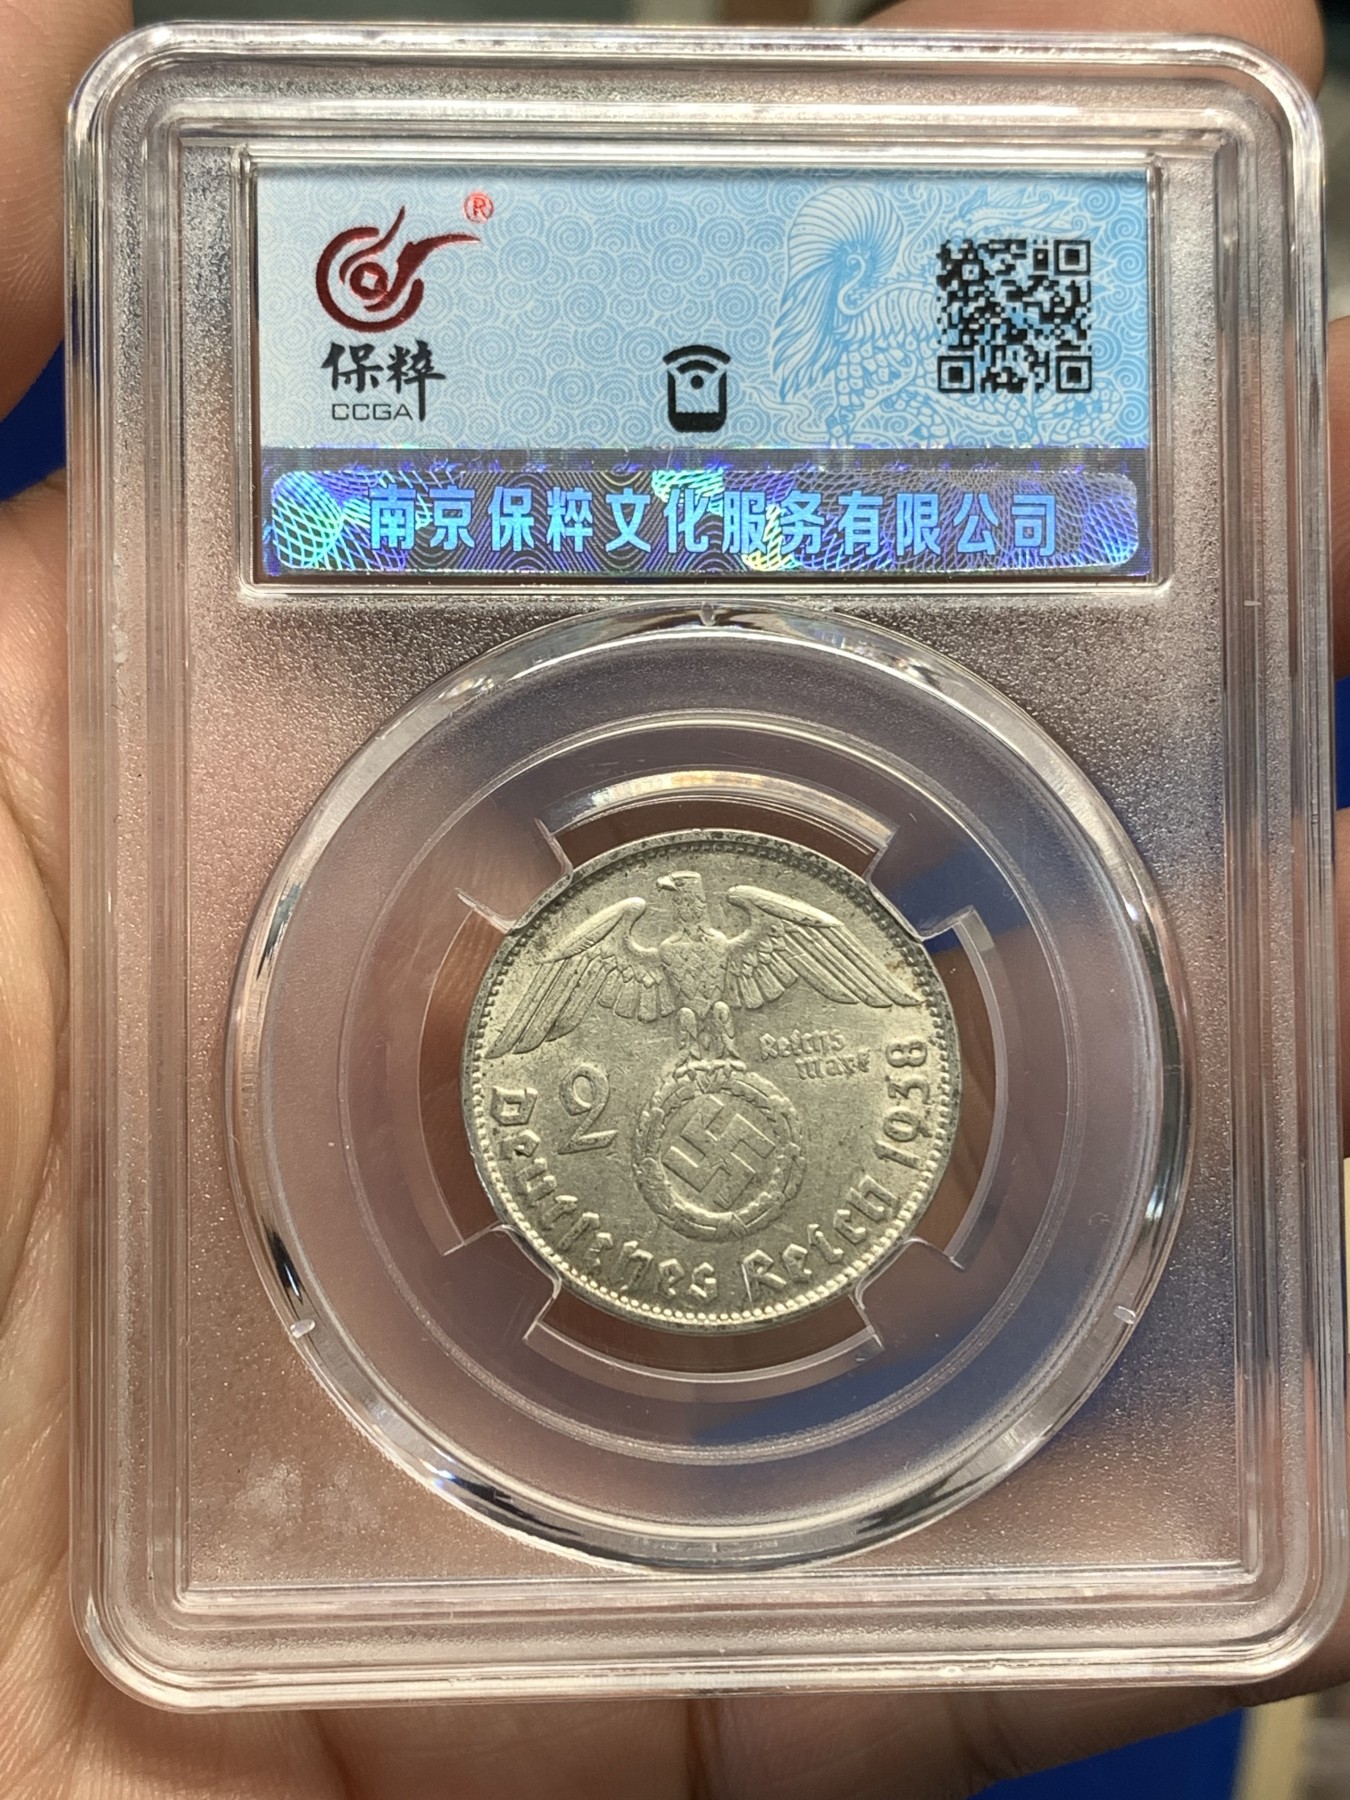 ®
保粹
CCGA
南京保粹文化服务有限公司
2
Reichs
mark
Deutsches Reich 1938